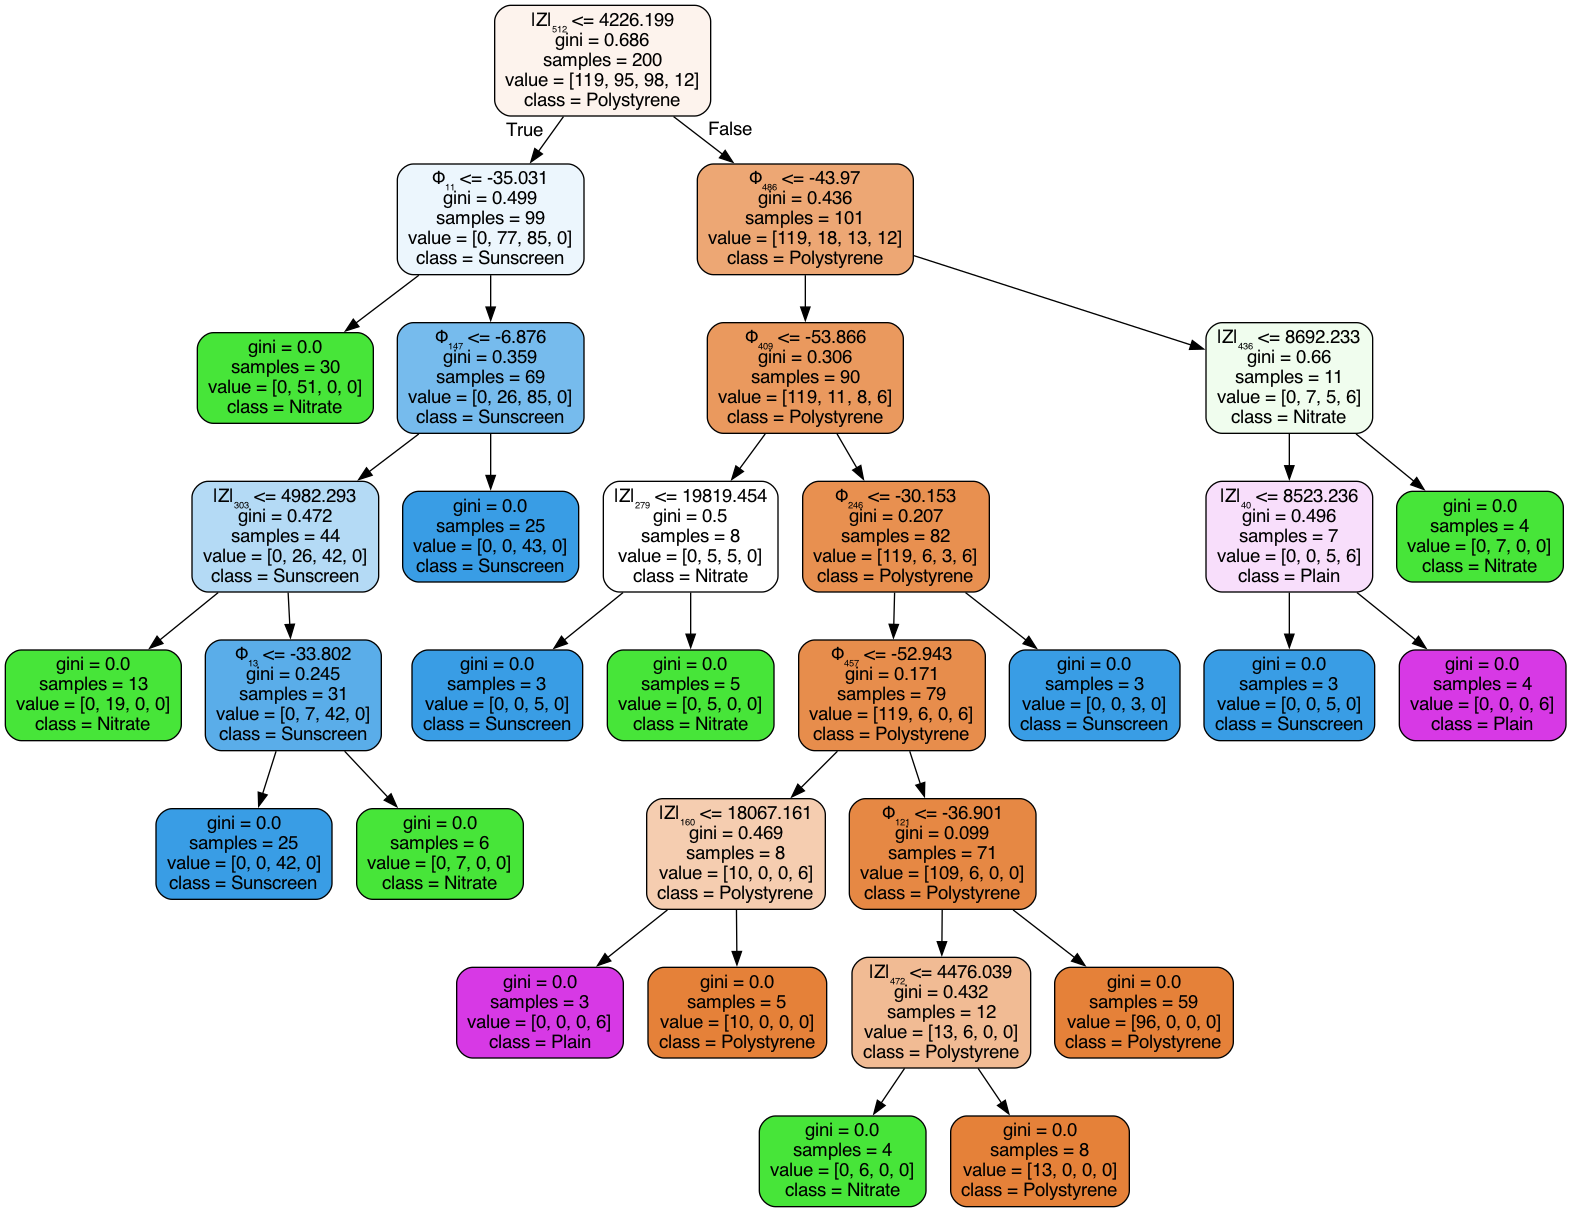 |Z|₅₁₂ <= 4226.199
gini = 0.686
samples = 200
value = [119, 95, 98, 12]
class = Polystyrene
True
False
Φ₁₁ <= -35.031
gini = 0.499
samples = 99
value = [0, 77, 85, 0]
class = Sunscreen
Φ₄₈₆ <= -43.97
gini = 0.436
samples = 101
value = [119, 18, 13, 12]
class = Polystyrene
gini = 0.0
samples = 30
value = [0, 51, 0, 0]
class = Nitrate
Φ₁₄₇ <= -6.876
gini = 0.359
samples = 69
value = [0, 26, 85, 0]
class = Sunscreen
Φ₄₀₉ <= -53.866
gini = 0.306
samples = 90
value = [119, 11, 8, 6]
class = Polystyrene
|Z|₄₃₆ <= 8692.233
gini = 0.66
samples = 11
value = [0, 7, 5, 6]
class = Nitrate
|Z|₃₀₃ <= 4982.293
gini = 0.472
samples = 44
value = [0, 26, 42, 0]
class = Sunscreen
gini = 0.0
samples = 25
value = [0, 0, 43, 0]
class = Sunscreen
|Z|₂₇₉ <= 19819.454
gini = 0.5
samples = 8
value = [0, 5, 5, 0]
class = Nitrate
Φ₂₄₆ <= -30.153
gini = 0.207
samples = 82
value = [119, 6, 3, 6]
class = Polystyrene
|Z|₄₀ <= 8523.236
gini = 0.496
samples = 7
value = [0, 0, 5, 6]
class = Plain
gini = 0.0
samples = 4
value = [0, 7, 0, 0]
class = Nitrate
gini = 0.0
samples = 13
value = [0, 19, 0, 0]
class = Nitrate
Φ₁₃ <= -33.802
gini = 0.245
samples = 31
value = [0, 7, 42, 0]
class = Sunscreen
gini = 0.0
samples = 3
value = [0, 0, 5, 0]
class = Sunscreen
gini = 0.0
samples = 5
value = [0, 5, 0, 0]
class = Nitrate
Φ₄₅₇ <= -52.943
gini = 0.171
samples = 79
value = [119, 6, 0, 6]
class = Polystyrene
gini = 0.0
samples = 3
value = [0, 0, 3, 0]
class = Sunscreen
gini = 0.0
samples = 3
value = [0, 0, 5, 0]
class = Sunscreen
gini = 0.0
samples = 4
value = [0, 0, 0, 6]
class = Plain
gini = 0.0
samples = 25
value = [0, 0, 42, 0]
class = Sunscreen
gini = 0.0
samples = 6
value = [0, 7, 0, 0]
class = Nitrate
|Z|₁₆₀ <= 18067.161
gini = 0.469
samples = 8
value = [10, 0, 0, 6]
class = Polystyrene
Φ₁₂₁ <= -36.901
gini = 0.099
samples = 71
value = [109, 6, 0, 0]
class = Polystyrene
gini = 0.0
samples = 3
value = [0, 0, 0, 6]
class = Plain
gini = 0.0
samples = 5
value = [10, 0, 0, 0]
class = Polystyrene
|Z|₄₇₂ <= 4476.039
gini = 0.432
samples = 12
value = [13, 6, 0, 0]
class = Polystyrene
gini = 0.0
samples = 59
value = [96, 0, 0, 0]
class = Polystyrene
gini = 0.0
samples = 4
value = [0, 6, 0, 0]
class = Nitrate
gini = 0.0
samples = 8
value = [13, 0, 0, 0]
class = Polystyrene